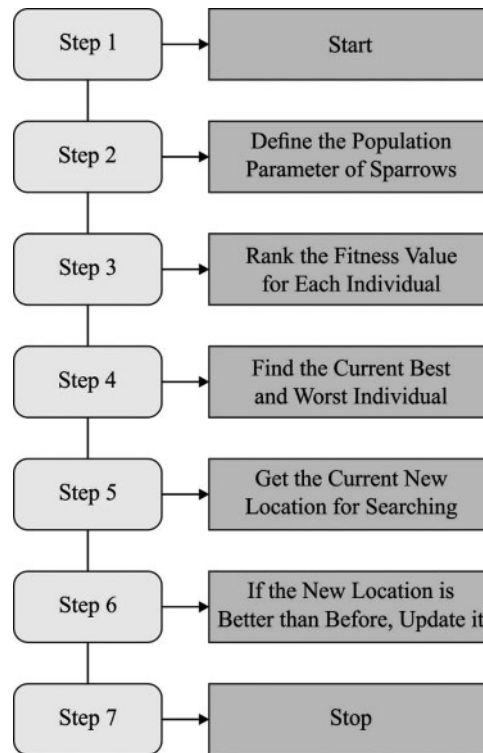 Step 1
Start
Step 2
Define the Population
Parameter of Sparrows
Step 3
Rank the Fitness Value
for Each Individual
Step 4
Find the Current Best
and Worst Individual
Step 5
Get the Current New
Location for Searching
Step 6
If the New Location is
Better than Before, Update it
Step 7
Stop